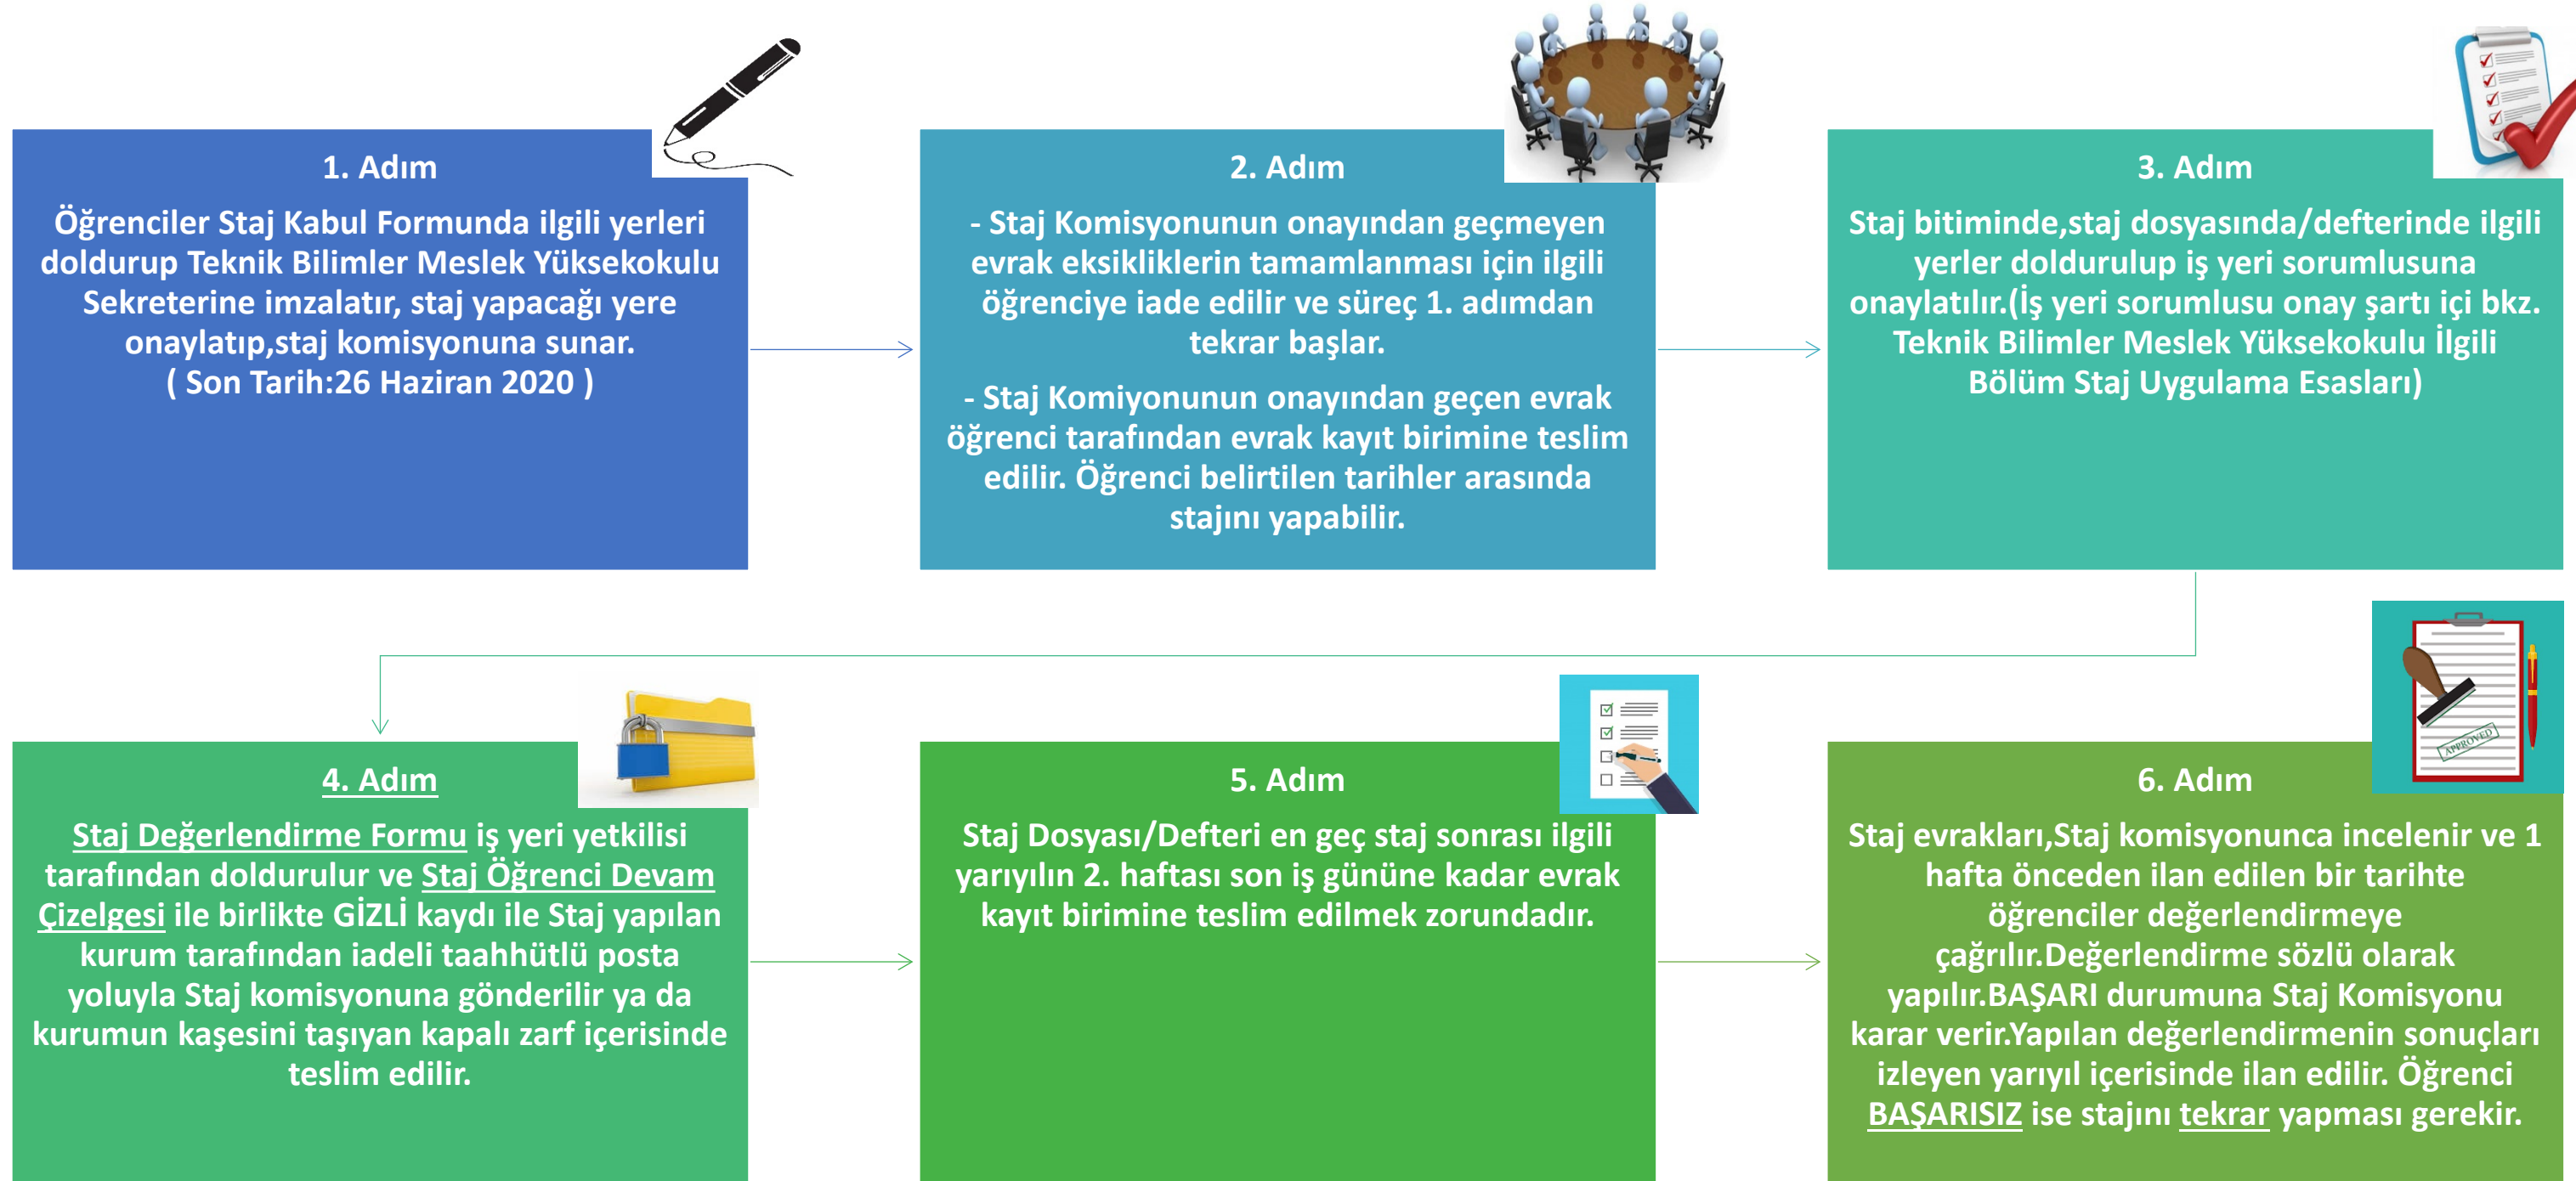 1. Adım
Öğrenciler Staj Kabul Formunda ilgili yerleri
doldurup Teknik Bilimler Meslek Yüksekokulu
Sekreterine imzalatır, staj yapacağı yere
onaylatıp,staj komisyonuna sunar.
( Son Tarih:26 Haziran 2020 )
2. Adım
- Staj Komisyonunun onayından geçmeyen
evrak eksikliklerin tamamlanması için ilgili
öğrenciye iade edilir ve süreç 1. adımdan
tekrar başlar.
- Staj Komiyonunun onayından geçen evrak
öğrenci tarafından evrak kayıt birimine teslim
edilir. Öğrenci belirtilen tarihler arasında
stajını yapabilir.
3. Adım
Staj bitiminde,staj dosyasında/defterinde ilgili
yerler doldurulup iş yeri sorumlusuna
onaylatılır.(İş yeri sorumlusu onay şartı içi bkz.
Teknik Bilimler Meslek Yüksekokulu İlgili
Bölüm Staj Uygulama Esasları)
4. Adım
Staj Değerlendirme Formu iş yeri yetkilisi
tarafından doldurulur ve Staj Öğrenci Devam
Çizelgesi ile birlikte GİZLİ kaydı ile Staj yapılan
kurum tarafından iadeli taahhütlü posta
yoluyla Staj komisyonuna gönderilir ya da
kurumun kaşesini taşıyan kapalı zarf içerisinde
teslim edilir.
5. Adım
Staj Dosyası/Defteri en geç staj sonrası ilgili
yarıyılın 2. haftası son iş gününe kadar evrak
kayıt birimine teslim edilmek zorundadır.
APPROVED
6. Adım
Staj evrakları,Staj komisyonunca incelenir ve 1
hafta önceden ilan edilen bir tarihte
öğrenciler değerlendirmeye
çağrılır.Değerlendirme sözlü olarak
yapılır.BAŞARI durumuna Staj Komisyonu
karar verir.Yapılan değerlendirmenin sonuçları
izleyen yarıyıl içerisinde ilan edilir. Öğrenci
BAŞARISIZ ise stajını tekrar yapması gerekir.